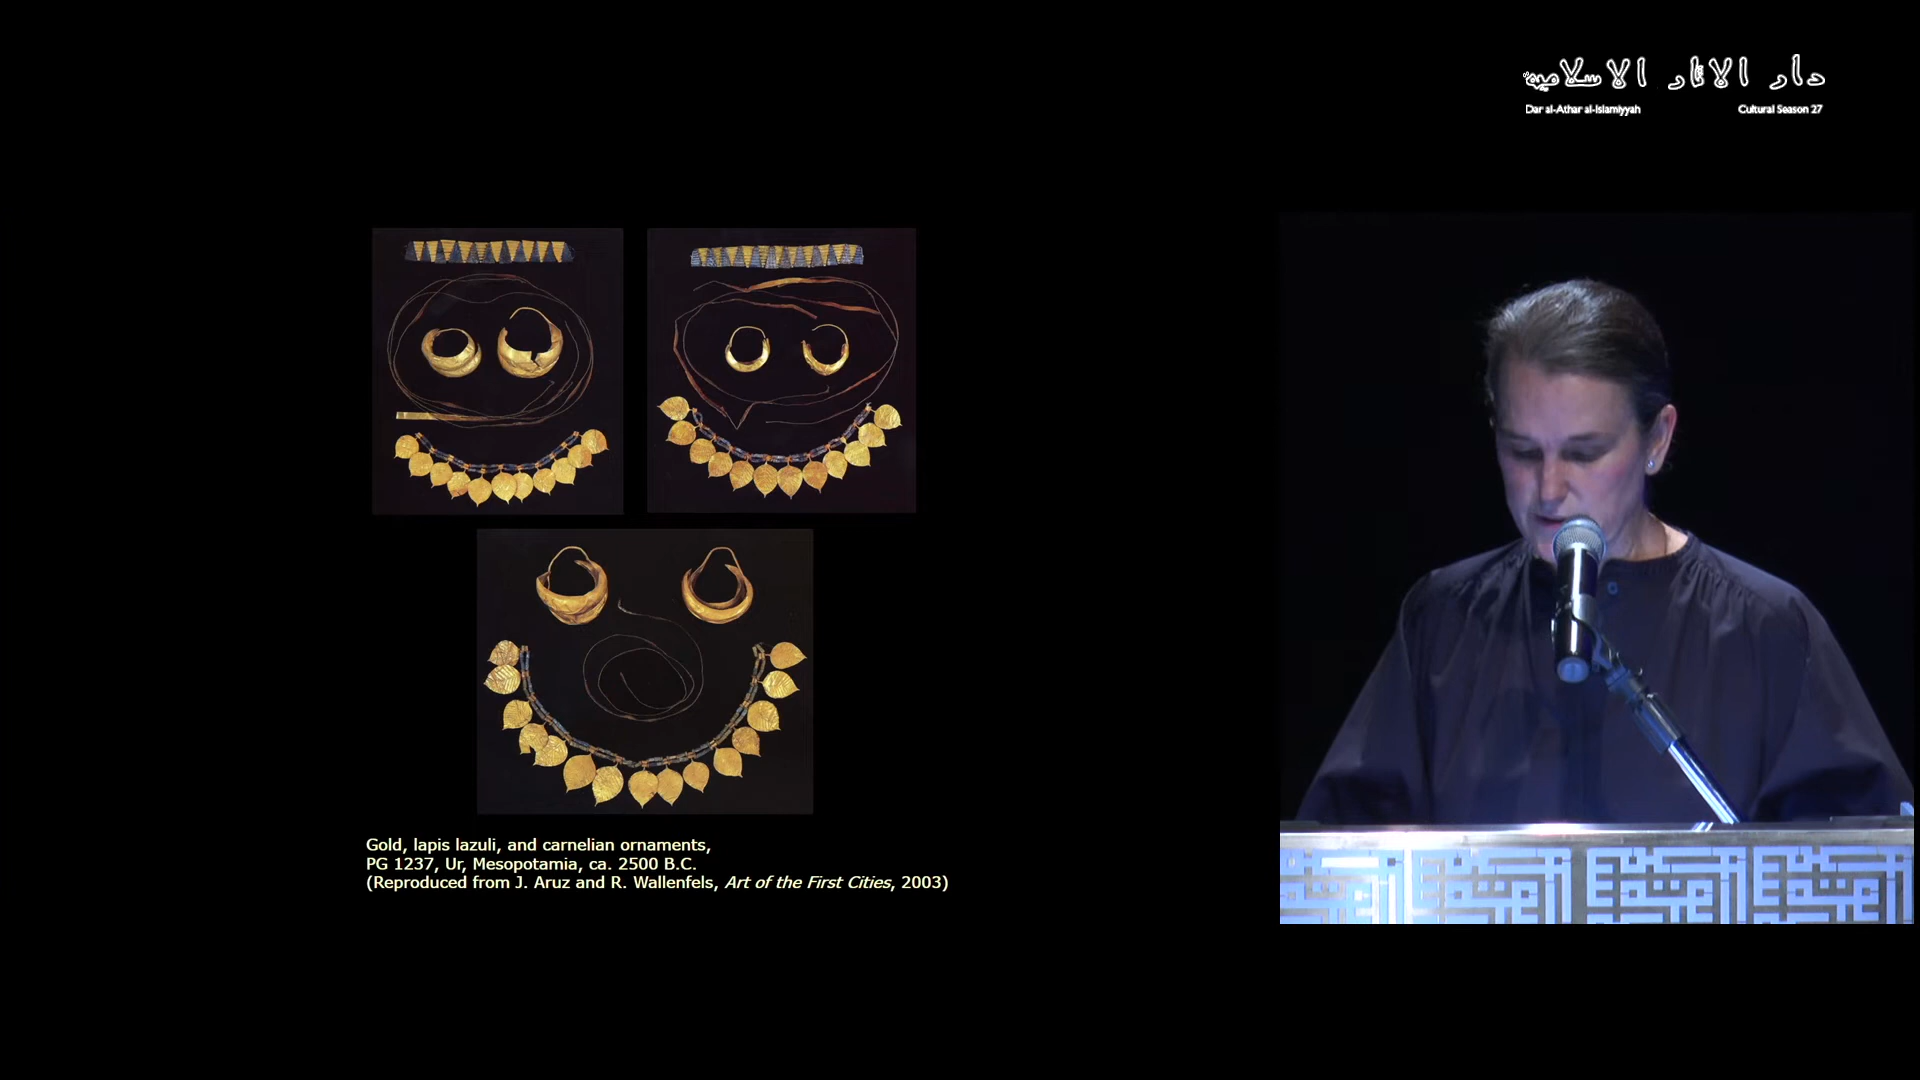 دار الآثار الاسلامية
Dar al-Athar al-Islamiyyah Cultural Season 27
Gold, lapis lazuli, and carnelian ornaments,
PG 1237, Ur, Mesopotamia, ca. 2500 B.C.
(Reproduced from J. Aruz and R. Wallenfels, Art of the First Cities, 2003)